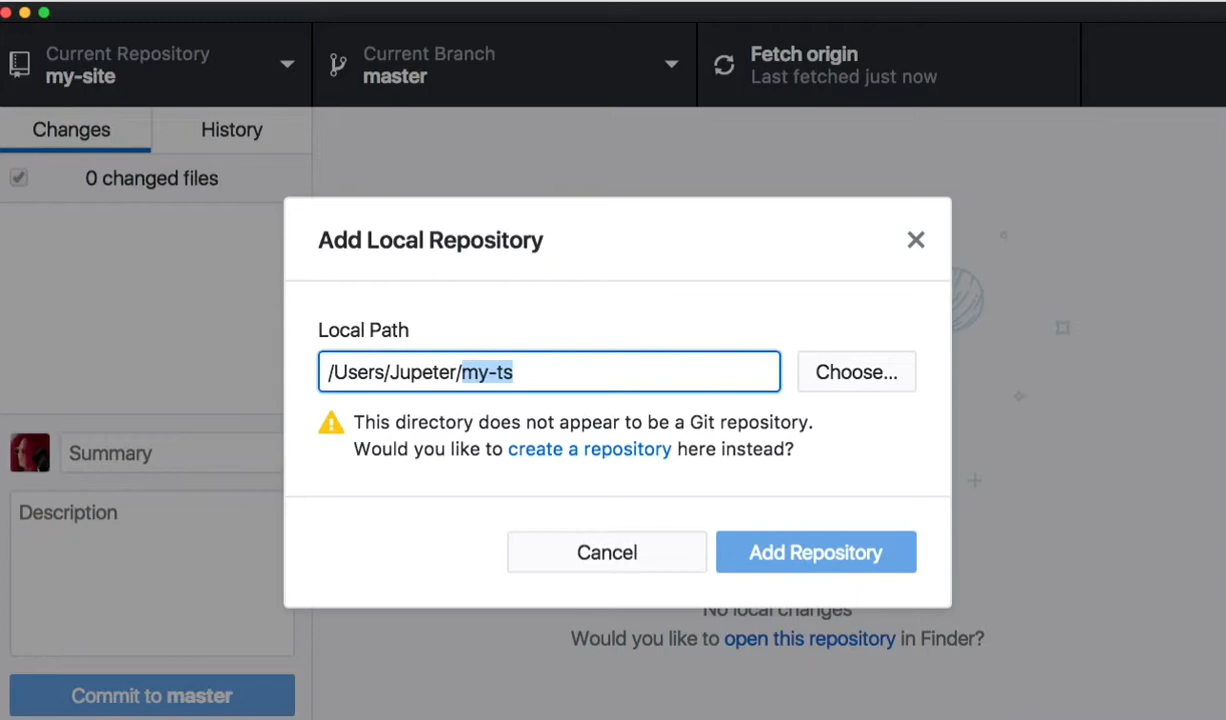 Current Repository
my-site
Current Branch
master
Fetch origin
Last fetched just now
Changes
History
0 changed files
Add Local Repository
Local Path
/Users/Jupeter/my-ts
Choose...
This directory does not appear to be a Git repository.
Would you like to create a repository here instead?
Summary
Description
Cancel
Add Repository
No local changes
Would you like to open this repository in Finder?
Commit to master